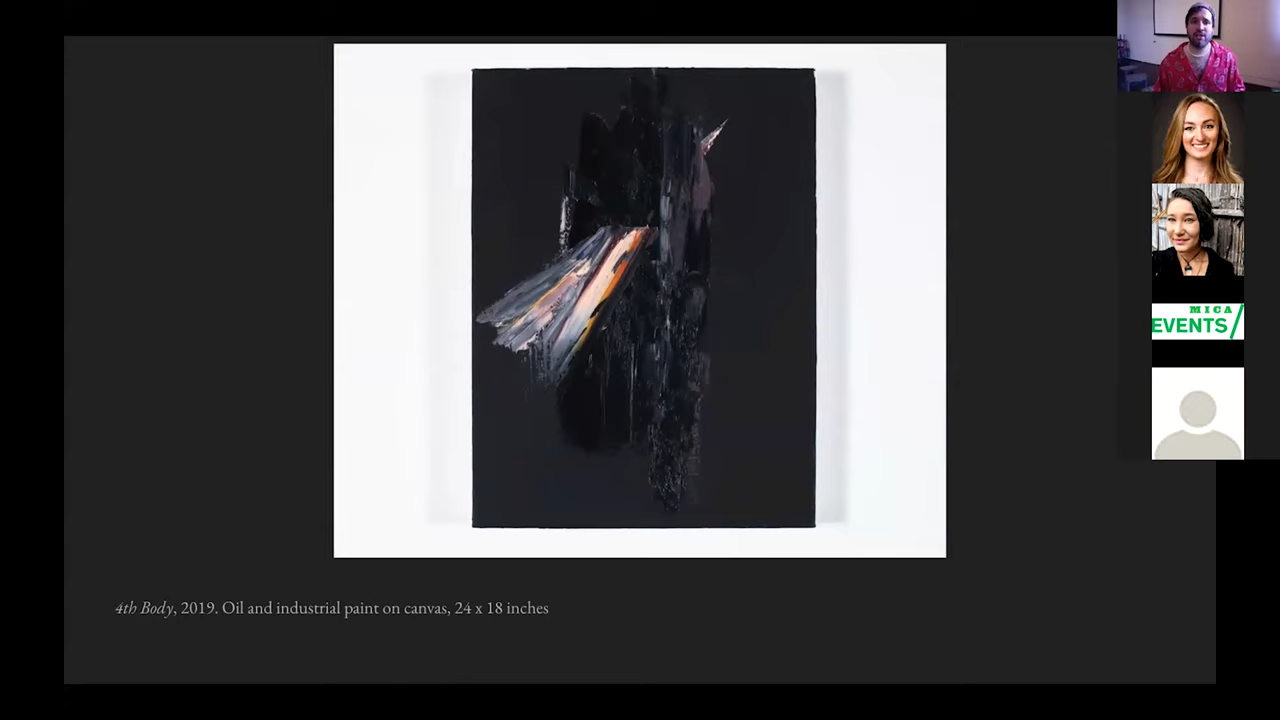 MICA
EVENTS/
4th Body, 2019. Oil and industrial paint on canvas, 24 x 18 inches